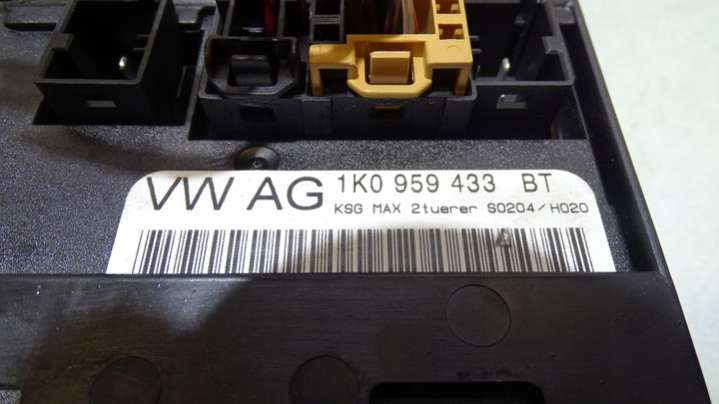 VW AG 1K0 959 433 BT
KSG MAX 2tuerer S0204/H020